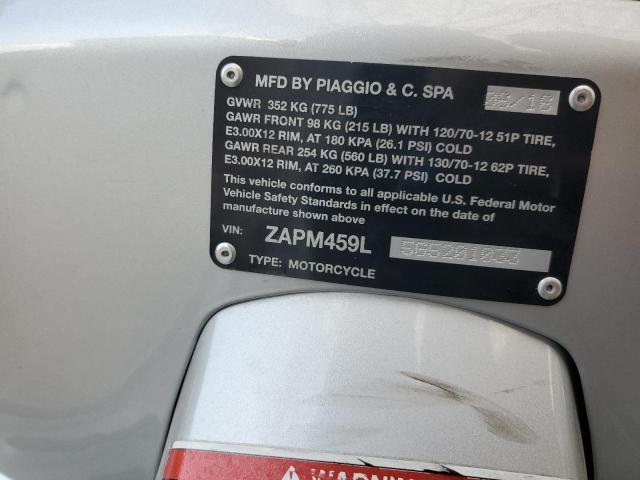 MFD BY PIAGGIO & C. SPA
GVWR 352 KG (775 LB)
GAWR FRONT 98 KG (215 LB) WITH 120/70-12 51P TIRE,
E3.00X12 RIM, AT 180 KPA (26.1 PSI) COLD
GAWR REAR 254 KG (560 LB) WITH 130/70-12 62P TIRE,
E3.00X12 RIM, AT 260 KPA (37.7 PSI) COLD
This vehicle conforms to all applicable U.S. Federal Motor
Vehicle Safety Standards in effect on the date of
manufacture shown above
VIN: ZAPM459L
TYPE: MOTORCYCLE
WARNING